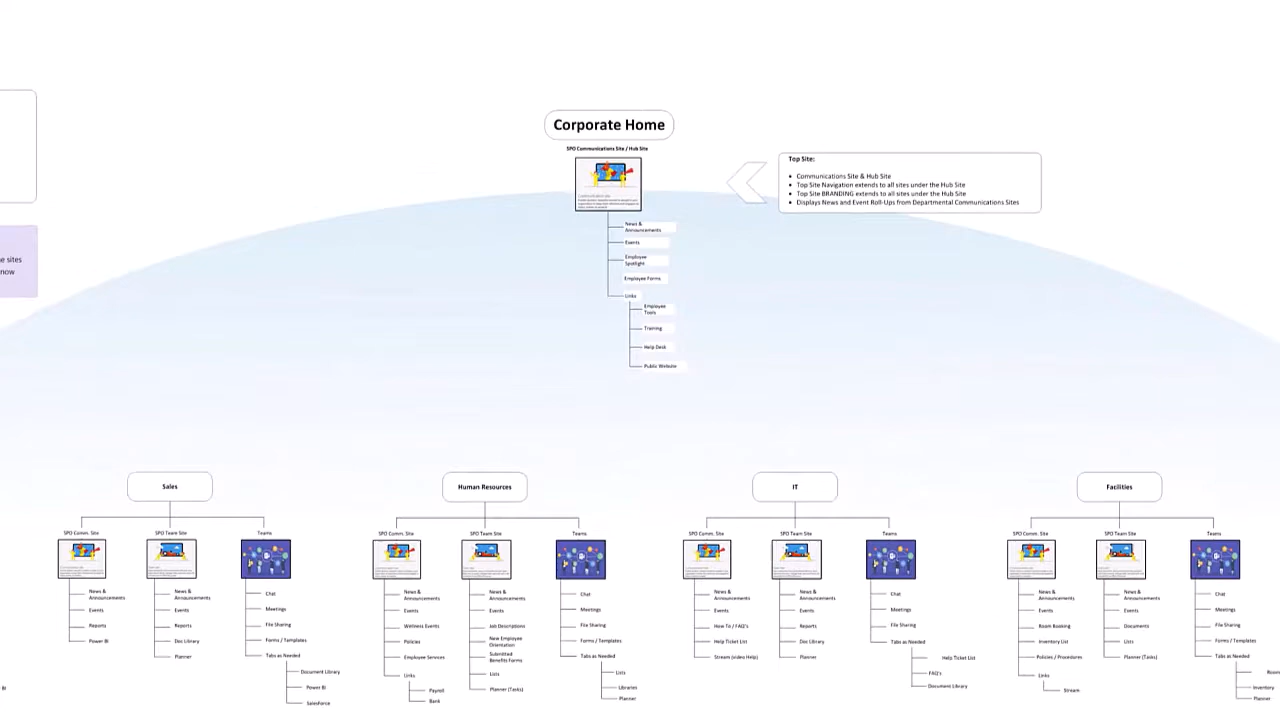 Corporate Home
SPO Communications Site / Hub Site
Top Site:
Communications Site & Hub Site
Top Site Navigation extends to all sites under the Hub Site
Top Site BRANDING extends to all sites under the Hub Site
Displays News and Event Roll-Ups from Departmental Communications Sites
News &
Announcements
Events
Employee
Spotlight
Employee Forms
Links
Employee
Tools
Training
Help Desk
Public Website
e sites
now
Sales
SPO Comm. Site
News &
Announcements
Events
Reports
Power BI
SPO Team Site
News &
Announcements
Events
Reports
Doc Library
Planner
Teams
Chat
Meetings
File Sharing
Forms / Templates
Tabs as Needed
Document Library
Power BI
Salesforce
Human Resources
SPO Comm. Site
News &
Announcements
Events
Wellness Events
Policies
Employee Services
Links
Payroll
Bank
SPO Team Site
News &
Announcements
Events
Job Descriptions
New Employee
Orientation
Submitted
Benefits Forms
Lists
Planner (Tasks)
Teams
Chat
Meetings
File Sharing
Forms / Templates
Tabs as Needed
Lists
Libraries
Planner
IT
SPO Comm. Site
News &
Announcements
Events
How To / FAQ's
Help Ticket List
Stream (video Help)
SPO Team Site
News &
Announcements
Events
Reports
Doc Library
Planner
Teams
Chat
Meetings
File Sharing
Tabs as Needed
Help Ticket List
FAQ's
Document Library
Facilities
SPO Comm. Site
News &
Announcements
Events
Room Booking
Inventory List
Policies / Procedures
Links
Stream
SPO Team Site
News &
Announcements
Events
Documents
Lists
Planner (Tasks)
Teams
Chat
Meetings
File Sharing
Forms / Templates
Tabs as Needed
Room
Inventory
Planner
BI